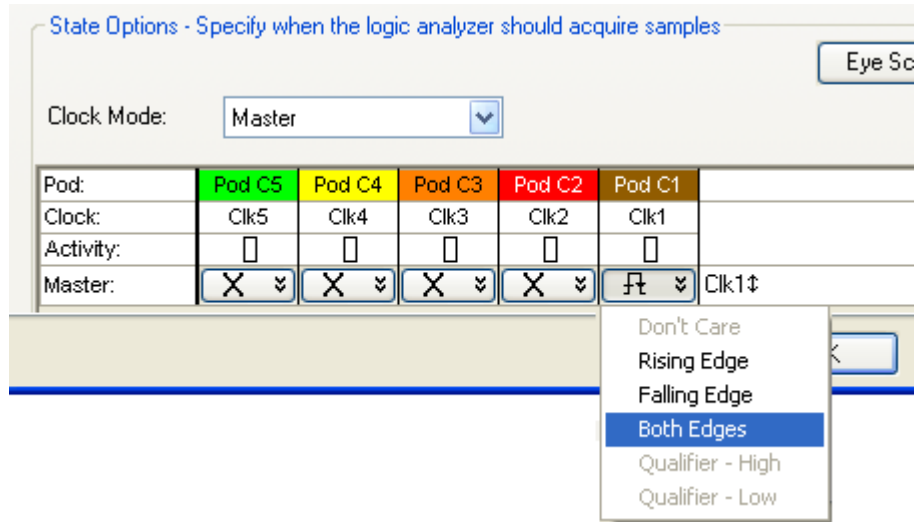 State Options - Specify when the logic analyzer should acquire samples
Eye Sc
Clock Mode: Master
Pod: Pod C5 Pod C4 Pod C3 Pod C2 Pod C1
Clock: Clk5 Clk4 Clk3 Clk2 Clk1
Activity:
Master: X X X X Clk1↕
Don't Care
Rising Edge
Falling Edge
Both Edges
Qualifier - High
Qualifier - Low